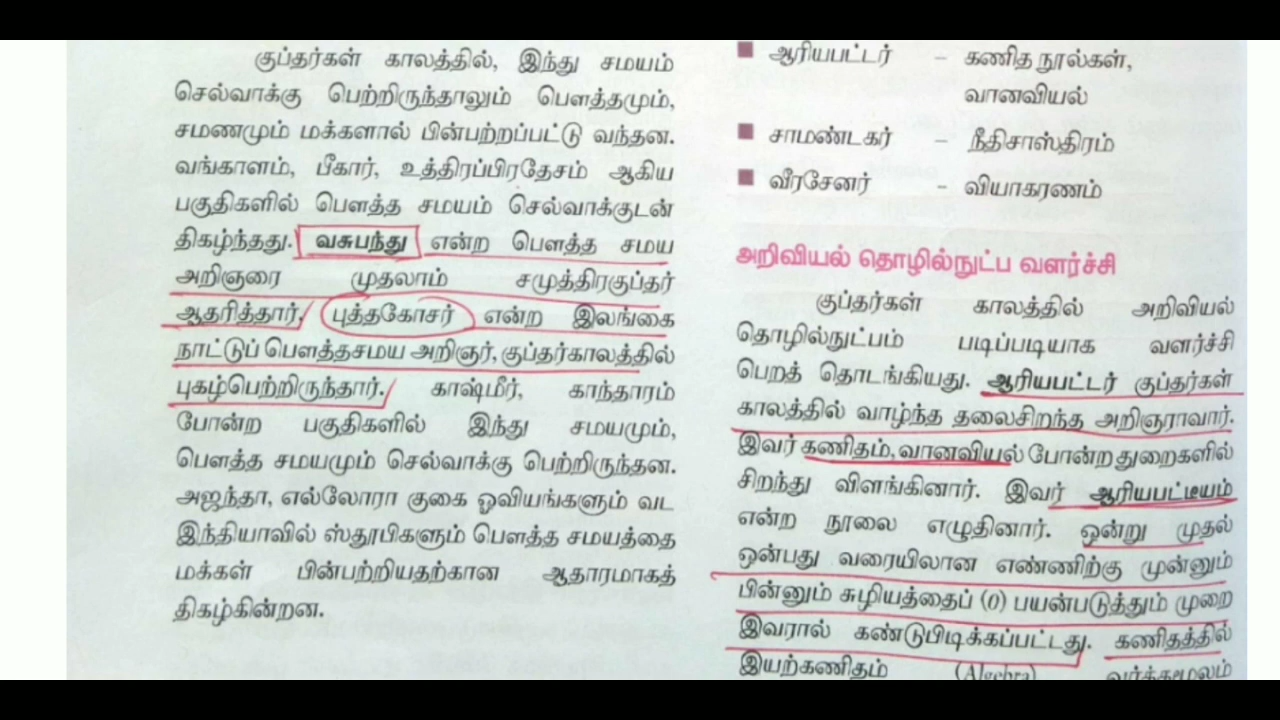 குப்தர்கள் காலத்தில், இந்து சமயம்
செல்வாக்கு பெற்றிருந்தாலும் பௌத்தமும்,
சமணமும் மக்களால் பின்பற்றப்பட்டு வந்தன.
வங்காளம், பீகார், உத்திரப்பிரதேசம் ஆகிய
பகுதிகளில் பௌத்த சமயம் செல்வாக்குடன்
திகழ்ந்தது. வசுபந்து என்ற பௌத்த சமய
அறிஞரை முதலாம் சமுத்திரகுப்தர்
ஆதரித்தார். புத்தகோசர் என்ற இலங்கை
நாட்டுப் பௌத்தசமய அறிஞர், குப்தர்காலத்தில்
புகழ்பெற்றிருந்தார். காஷ்மீர், காந்தாரம்
போன்ற பகுதிகளில் இந்து சமயமும்,
பௌத்த சமயமும் செல்வாக்கு பெற்றிருந்தன.
அஜந்தா, எல்லோரா குகை ஓவியங்களும் வட
இந்தியாவில் ஸ்தூபிகளும் பௌத்த சமயத்தை
மக்கள் பின்பற்றியதற்கான ஆதாரமாகத்
திகழ்கின்றன.
■ ஆரியபட்டர் – கணித நூல்கள்,
வானவியல்
■ சாமண்டகர் – நீதிசாஸ்திரம்
■ வீரசேனர் – வியாகரணம்
அறிவியல் தொழில்நுட்ப வளர்ச்சி
குப்தர்கள் காலத்தில் அறிவியல்
தொழில்நுட்பம் படிப்படியாக வளர்ச்சி
பெறத் தொடங்கியது. ஆரியபட்டர் குப்தர்கள்
காலத்தில் வாழ்ந்த தலைசிறந்த அறிஞராவார்.
இவர் கணிதம், வானவியல் போன்ற துறைகளில்
சிறந்து விளங்கினார். இவர் ஆரியபட்டீயம்
என்ற நூலை எழுதினார். ஒன்று முதல்
ஒன்பது வரையிலான எண்ணிற்கு முன்னும்
பின்னும் சுழியத்தைப் (0) பயன்படுத்தும் முறை
இவரால் கண்டுபிடிக்கப்பட்டது. கணிதத்தில்
இயற்கணிதம் (Algebra) வர்க்கமூலம்